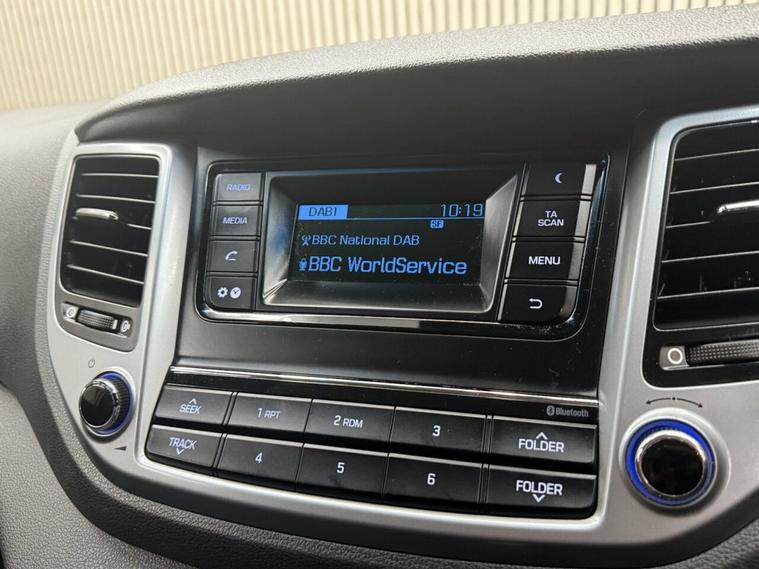 RADIO
MEDIA
DAB1 10:19
SF
BBC National DAB
BBC WorldService
TA
SCAN
MENU
Bluetooth
SEEK
1 RPT
2 RDM
3
FOLDER
TRACK
4
5
6
FOLDER